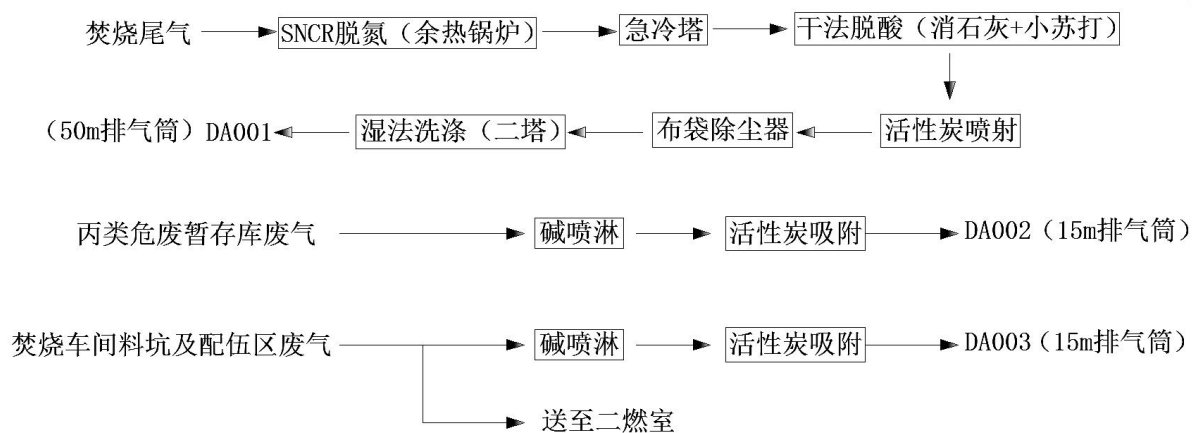 焚烧尾气 SNCR脱氮（余热锅炉） 急冷塔 干法脱酸（消石灰+小苏打）
（50m排气筒）DA001 湿法洗涤（二塔） 布袋除尘器 活性炭喷射
丙类危废暂存库废气 碱喷淋 活性炭吸附 DA002（15m排气筒）
焚烧车间料坑及配伍区废气 碱喷淋 活性炭吸附 DA003（15m排气筒）
送至二燃室